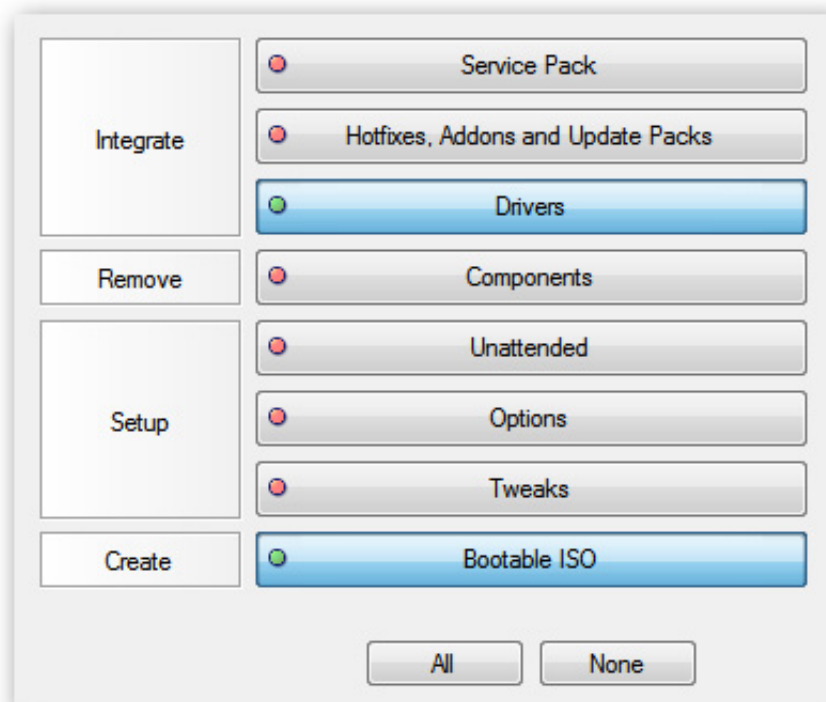 Integrate
Service Pack
Hotfixes, Addons and Update Packs
Drivers
Remove
Components
Setup
Unattended
Options
Tweaks
Create
Bootable ISO
All
None